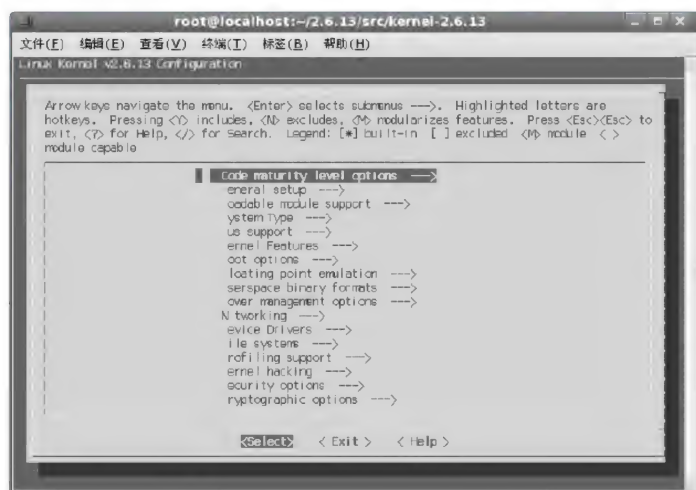 root@localhost:~/2.6.13/src/kernel-2.6.13
文件(F) 编辑(E) 查看(V) 终端(T) 标签(B) 帮助(H)
Linux Kernel v2.6.13 Configuration
Arrow keys navigate the menu. <Enter> selects submenus --->. Highlighted letters are
hotkeys. Pressing <Y> includes, <N> excludes, <M> modularizes features. Press <Esc><Esc> to
exit, <?> for Help, </> for Search. Legend: [*] built-in [ ] excluded <M> module < >
module capable
Code maturity level options --->
eneral setup --->
oadable module support --->
ystem Type --->
us support --->
ernel Features --->
oot options --->
loating point emulation --->
serspace binary formats --->
ower management options --->
N tworking --->
evice Drivers --->
ile systems --->
rofiling support --->
ernel hacking --->
ecurity options --->
ryptographic options --->
<Select> < Exit > < Help >